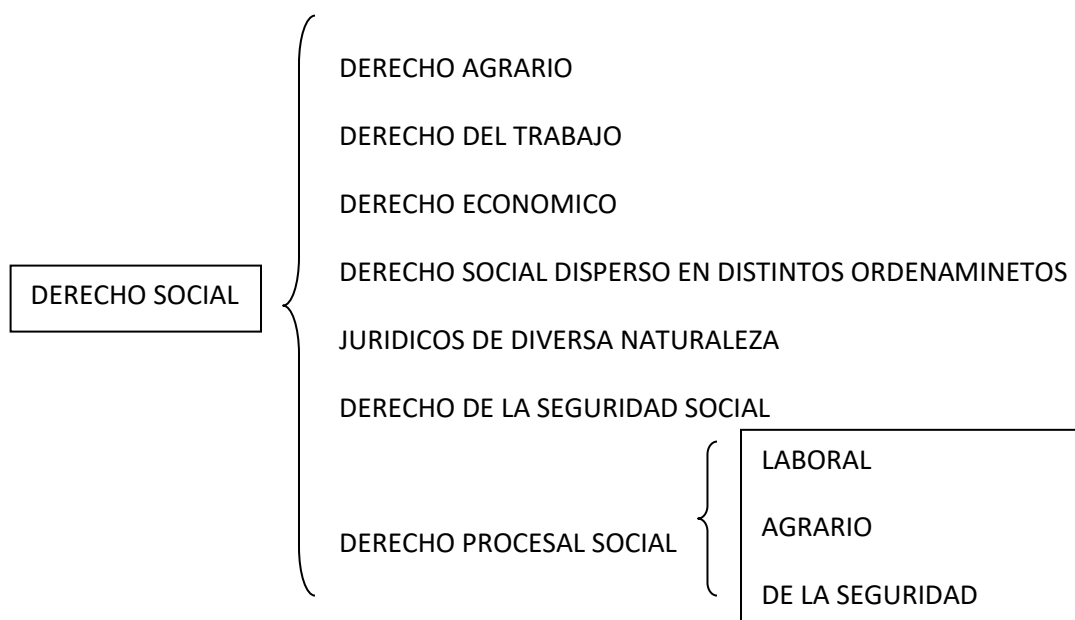 DERECHO AGRARIO
DERECHO DEL TRABAJO
DERECHO ECONOMICO
DERECHO SOCIAL DISPERSO EN DISTINTOS ORDENAMINETOS
DERECHO SOCIAL
JURIDICOS DE DIVERSA NATURALEZA
DERECHO DE LA SEGURIDAD SOCIAL
LABORAL
AGRARIO
DERECHO PROCESAL SOCIAL
DE LA SEGURIDAD